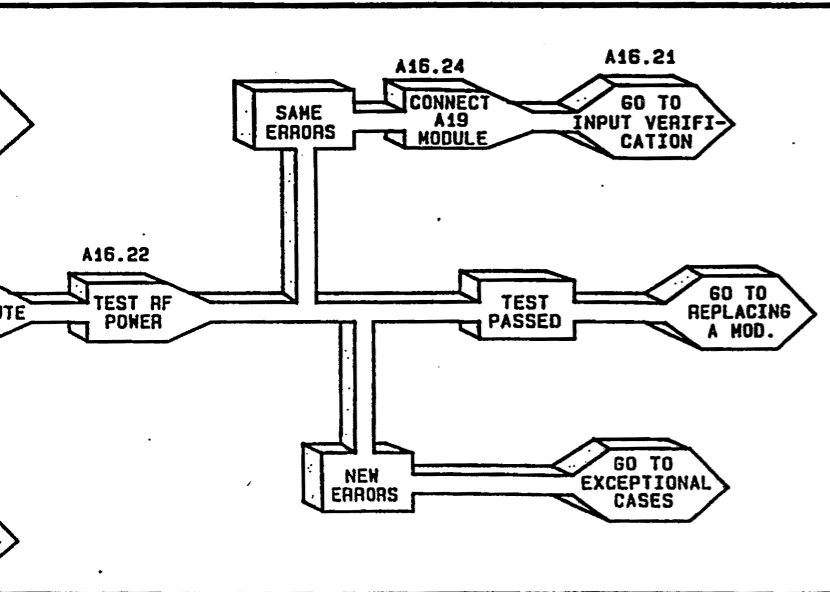 A16.24
A16.21
SAME
ERRORS
CONNECT
A19
MODULE
GO TO
INPUT VERIFI-
CATION
A16.22
UTE
TEST RF
POWER
TEST
PASSED
GO TO
REPLACING
A MOD.
NEW
ERRORS
GO TO
EXCEPTIONAL
CASES